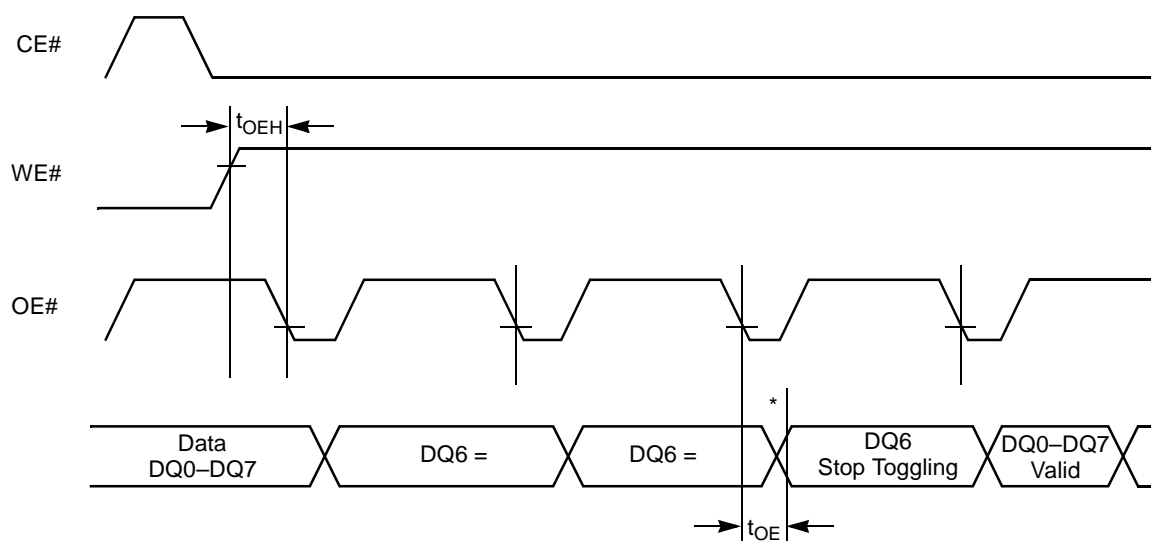 CE#
tOEH
WE#
OE#
*
Data
DQ0–DQ7
DQ6 =
DQ6 =
DQ6
Stop Toggling
DQ0–DQ7
Valid
tOE